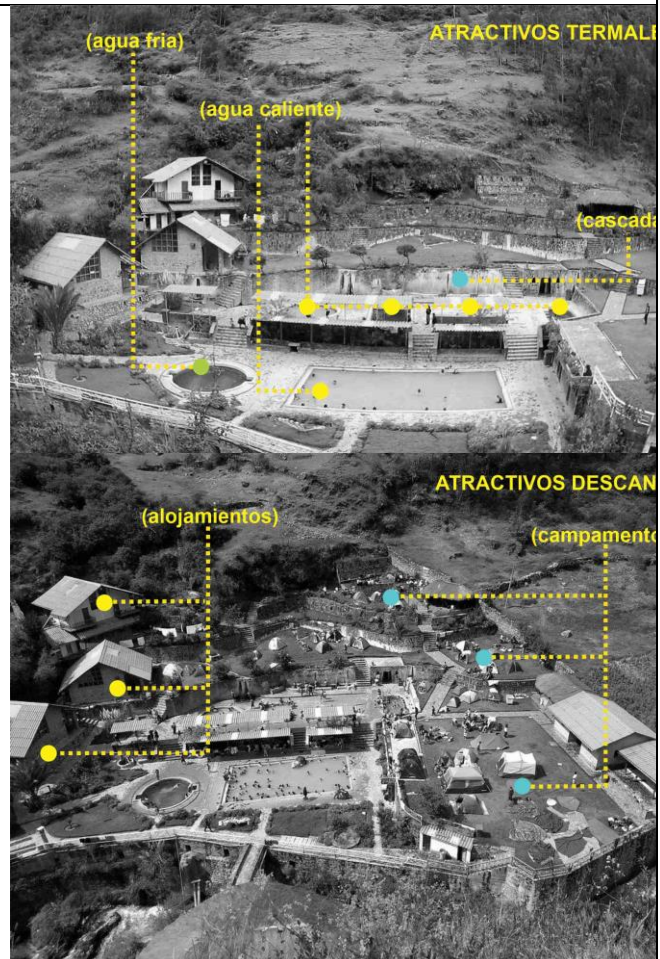 (agua fria)
ATRACTIVOS TERMALE
(agua caliente)
(cascada
ATRACTIVOS DESCAN
(alojamientos)
(campamento